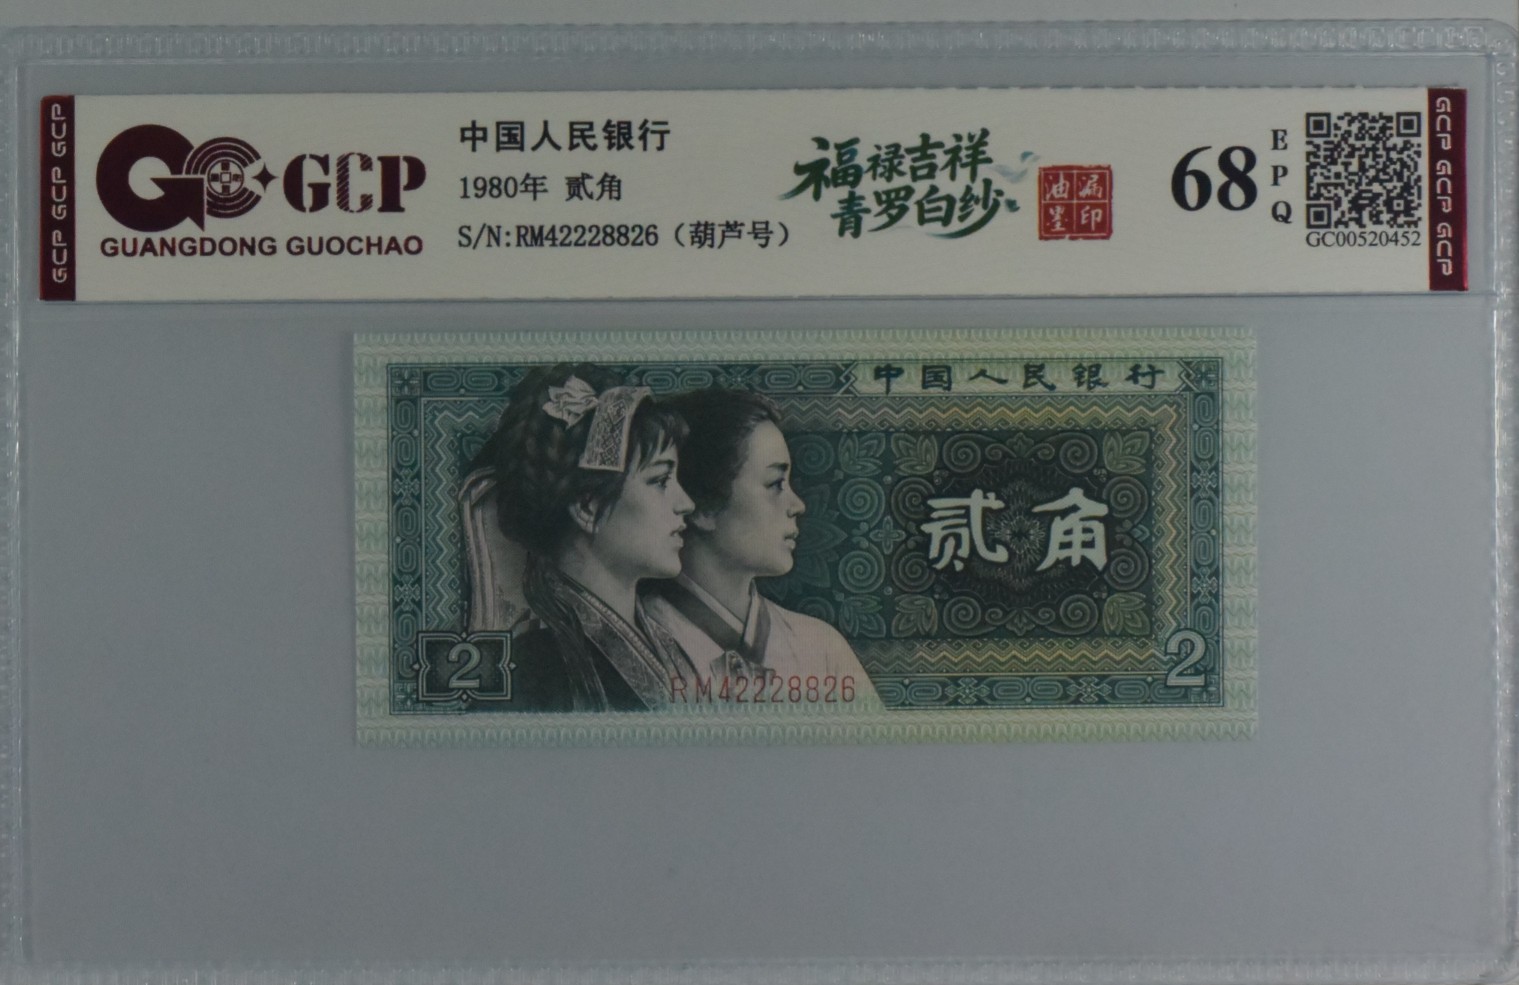 GCP GCP GCP
GCP
GUANGDONG GUOCHAO
中国人民银行
1980年 贰角
S/N:RM42228826（葫芦号）
福禄吉祥
青罗白纱
漏印
油墨
68
EPQ
GC00520452
GCP GCP GCP
中国人民银行
贰角
2
2
RM42228826